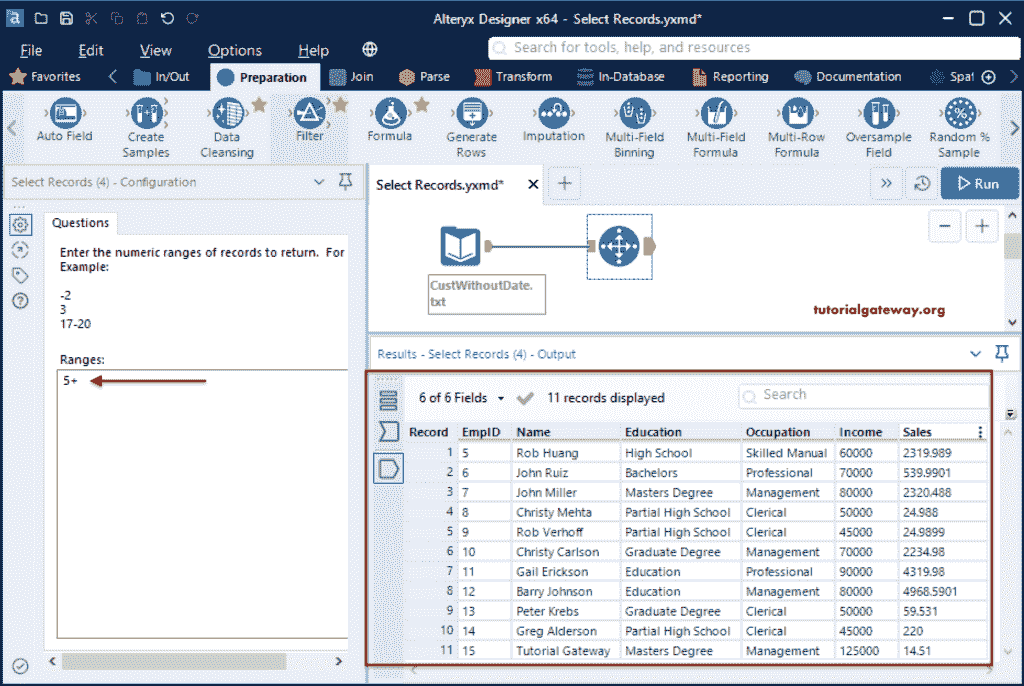 Alteryx Designer x64 - Select Records.yxmd*
File Edit View Options Help
Search for tools, help, and resources
Favorites In/Out Preparation Join Parse Transform In-Database Reporting Documentation Spat
Auto Field
Create Samples
Data Cleansing
Filter
Formula
Generate Rows
Imputation
Multi-Field Binning
Multi-Field Formula
Multi-Row Formula
Oversample Field
Random % Sample
Select Records (4) - Configuration
Select Records.yxmd*
Run
Questions
Enter the numeric ranges of records to return. For
Example:
-2
3
17-20
Ranges:
5+
CustWithoutDate.
txt
tutorialgateway.org
Results - Select Records (4) - Output
6 of 6 Fields 11 records displayed Search
Record EmpID Name Education Occupation Income Sales
1 5 Rob Huang High School Skilled Manual 60000 2319.989
2 6 John Ruiz Bachelors Professional 70000 539.9901
3 7 John Miller Masters Degree Management 80000 2320.488
4 8 Christy Mehta Partial High School Clerical 50000 24.988
5 9 Rob Verhoff Partial High School Clerical 45000 24.9899
6 10 Christy Carlson Graduate Degree Management 70000 2234.98
7 11 Gail Erickson Education Professional 90000 4319.98
8 12 Barry Johnson Education Management 80000 4968.5901
9 13 Peter Krebs Graduate Degree Clerical 50000 59.531
10 14 Greg Alderson Partial High School Clerical 45000 220
11 15 Tutorial Gateway Masters Degree Management 125000 14.51